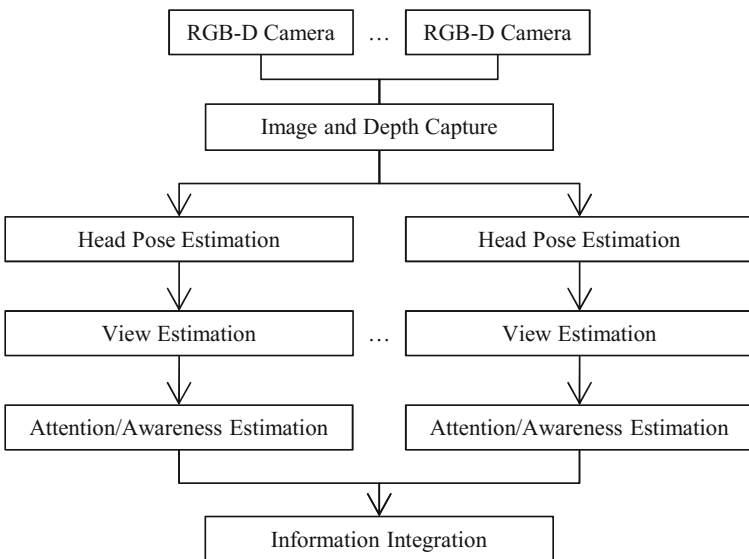 RGB-D Camera … RGB-D Camera
Image and Depth Capture
Head Pose Estimation Head Pose Estimation
View Estimation … View Estimation
Attention/Awareness Estimation Attention/Awareness Estimation
Information Integration